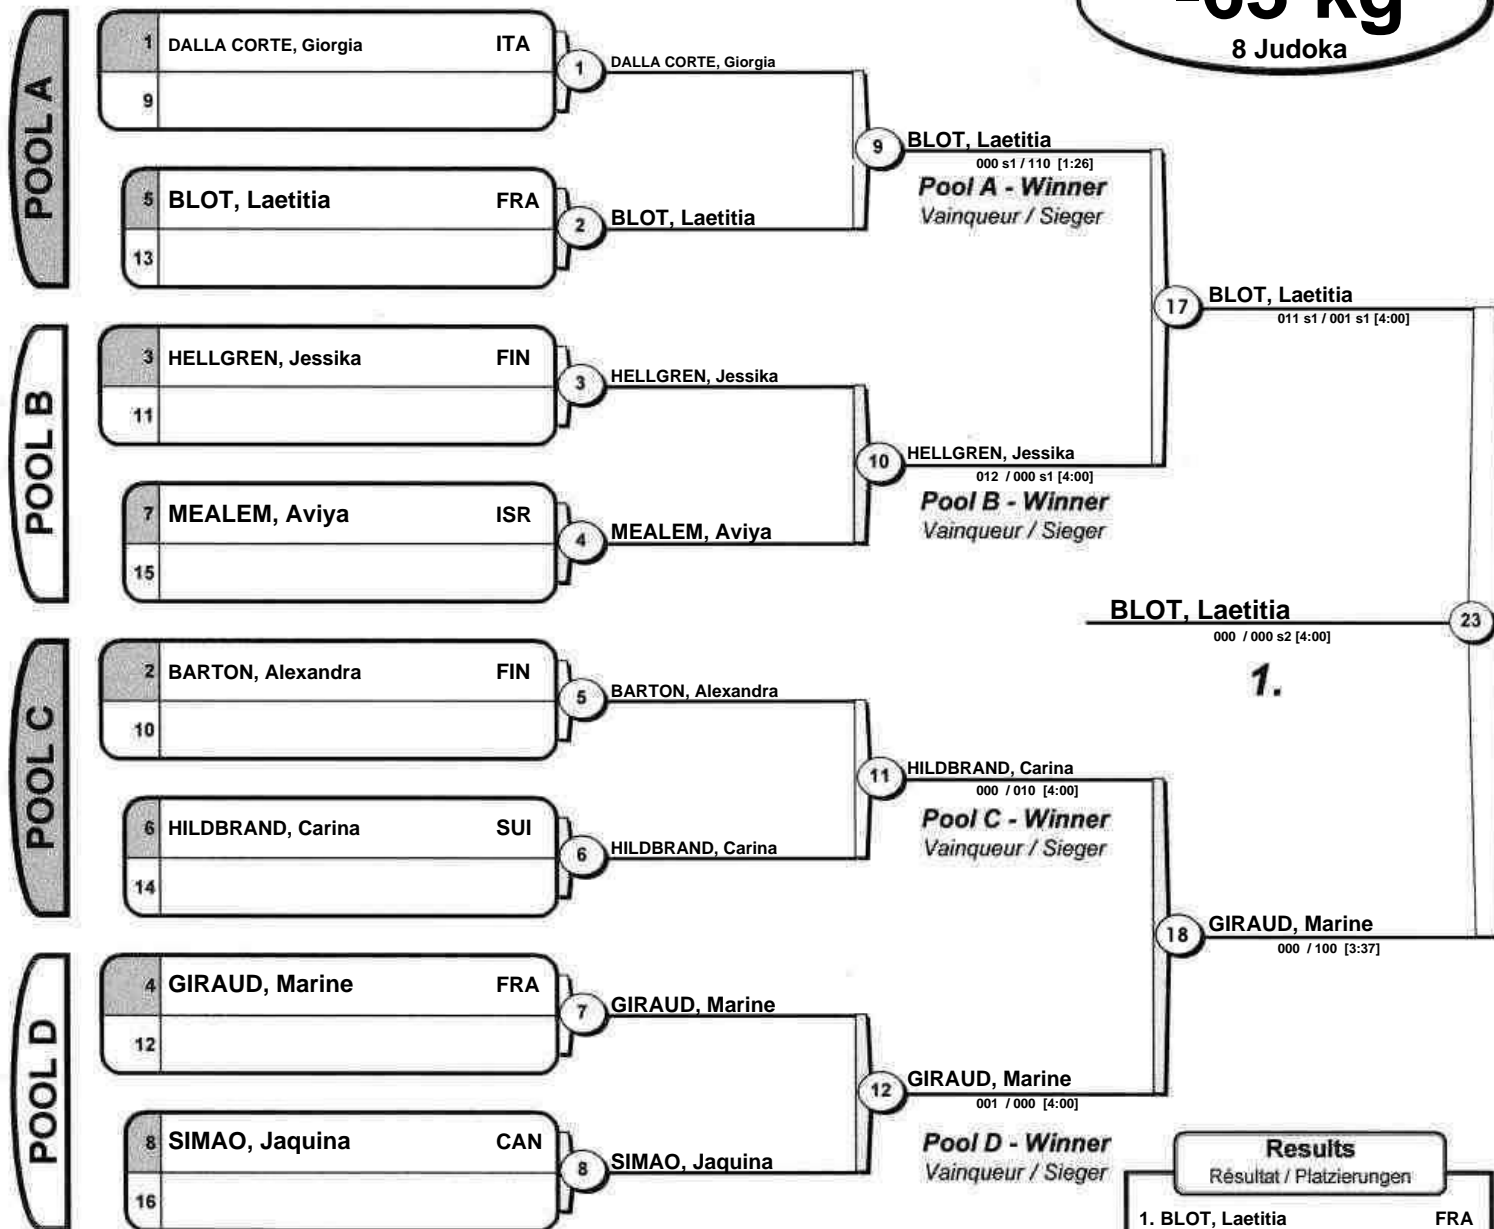 -63 kg
8 Judoka
POOL A
1 DALLA CORTE, Giorgia ITA
9
5 BLOT, Laetitia FRA
13
1 DALLA CORTE, Giorgia
2 BLOT, Laetitia
9 BLOT, Laetitia
000 s1 / 110 [1:26]
Pool A - Winner
Vainqueur / Sieger
POOL B
3 HELLGREN, Jessika FIN
11
7 MEALEM, Aviya ISR
15
3 HELLGREN, Jessika
4 MEALEM, Aviya
10 HELLGREN, Jessika
012 / 000 s1 [4:00]
Pool B - Winner
Vainqueur / Sieger
17 BLOT, Laetitia
011 s1 / 001 s1 [4:00]
BLOT, Laetitia 23
000 / 000 s2 [4:00]
1.
POOL C
2 BARTON, Alexandra FIN
10
6 HILDBRAND, Carina SUI
14
5 BARTON, Alexandra
6 HILDBRAND, Carina
11 HILDBRAND, Carina
000 / 010 [4:00]
Pool C - Winner
Vainqueur / Sieger
POOL D
4 GIRAUD, Marine FRA
12
8 SIMAO, Jaquina CAN
16
7 GIRAUD, Marine
8 SIMAO, Jaquina
12 GIRAUD, Marine
001 / 000 [4:00]
Pool D - Winner
Vainqueur / Sieger
18 GIRAUD, Marine
000 / 100 [3:37]
Results
Résultat / Platzierungen
1. BLOT, Laetitia FRA